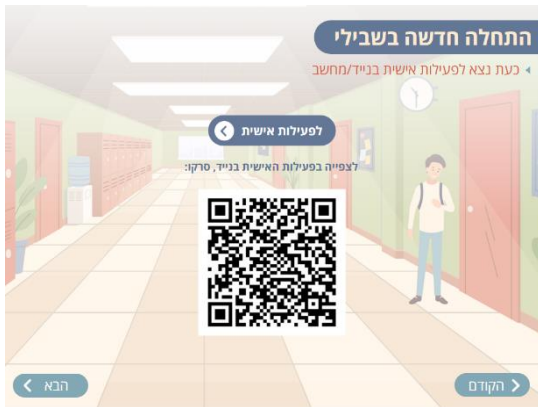 התחלה חדשה בשבילי
כעת נצא לפעילות אישית בנייד/מחשב
לפעילות אישית
לצפייה בפעילות האישית בנייד, סרקו:
הקודם
הבא